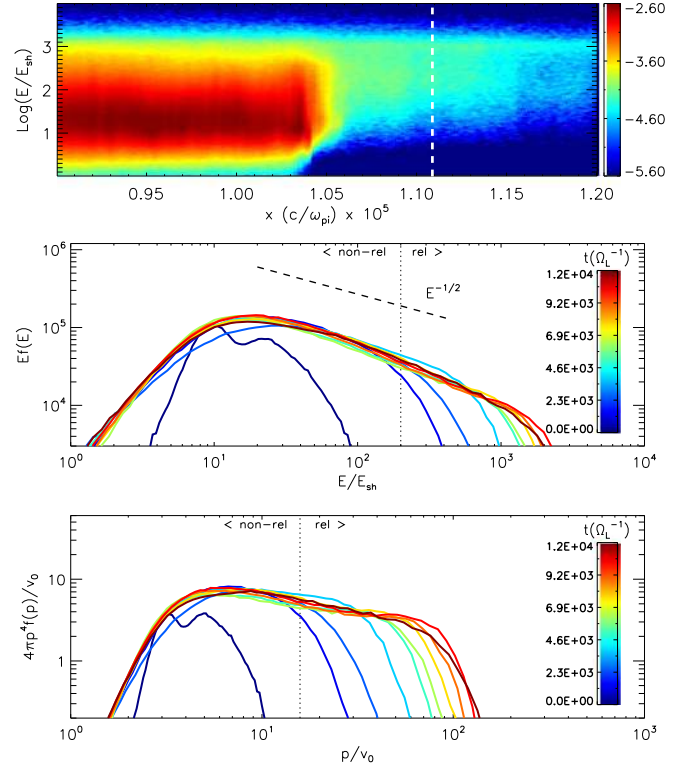 -2.60
-3.60
-4.60
-5.60
Log(E/E_sh)
3
2
1
0.95 1.00 1.05 1.10 1.15 1.20
x (c/ω_pi) × 10^5
< non-rel rel >
E^-1/2
t(Ω_L^-1)
1.2E+04
9.2E+03
6.9E+03
4.6E+03
2.3E+03
0.0E+00
Ef(E)
10^6
10^5
10^4
10^0 10^1 10^2 10^3 10^4
E/E_sh
< non-rel rel >
t(Ω_L^-1)
1.2E+04
9.2E+03
6.9E+03
4.6E+03
2.3E+03
0.0E+00
4πp^4f(p)/v_0
10
1
10^0 10^1 10^2 10^3
p/v_0